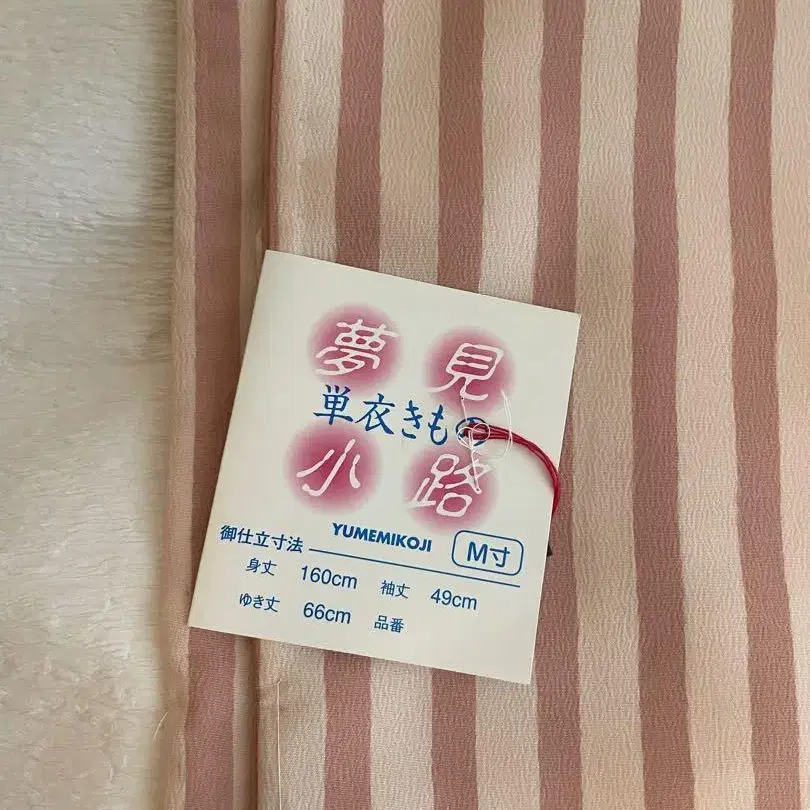 夢見
単衣きもの
小路
YUMEMIKOJI
御仕立寸法 M寸
身丈 160cm 袖丈 49cm
ゆき丈 66cm 品番